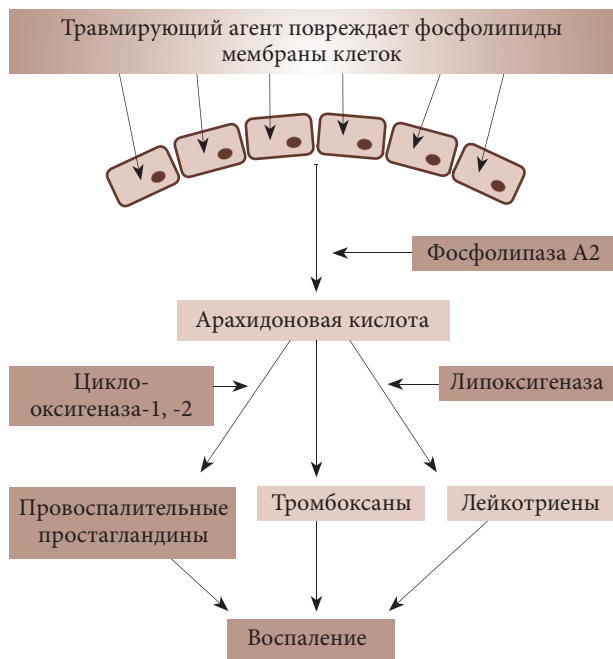 Травмирующий агент повреждает фосфолипиды
мембраны клеток
Фосфолипаза А2
Арахидоновая кислота
Цикло-
оксигеназа-1, -2
Липоксигеназа
Провоспалительные
простагландины
Тромбоксаны
Лейкотриены
Воспаление